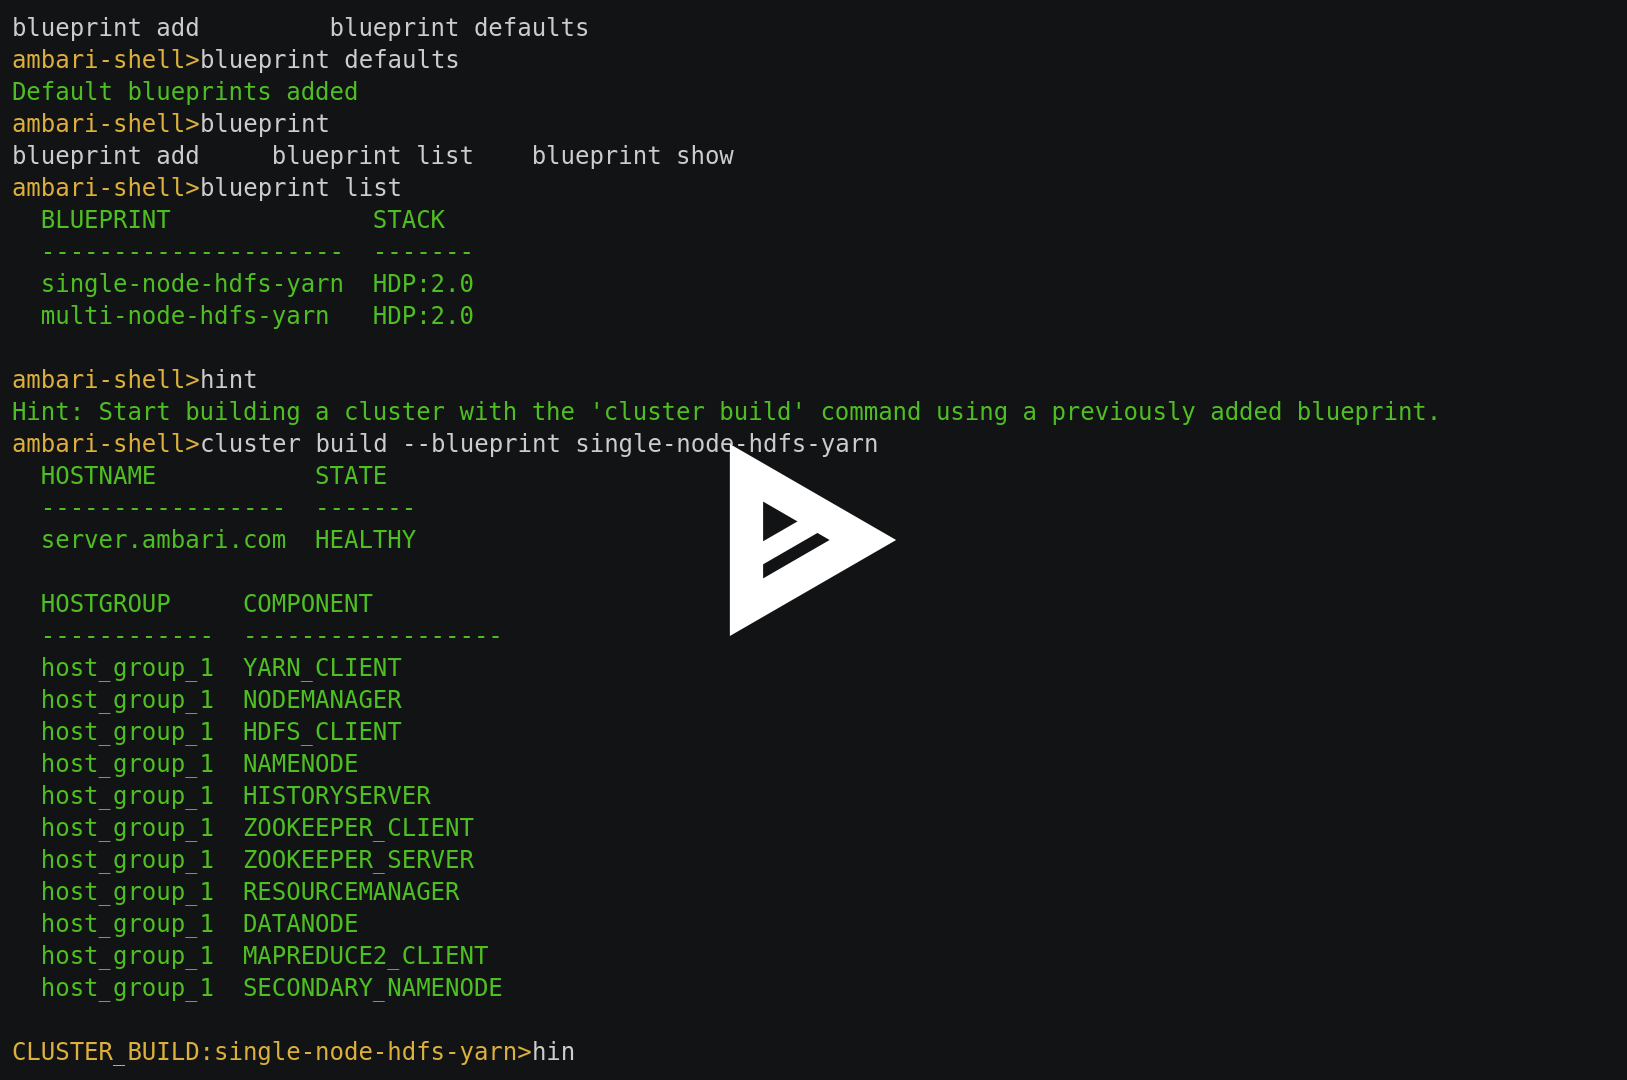 blueprint add         blueprint defaults
ambari-shell>blueprint defaults
Default blueprints added
ambari-shell>blueprint
blueprint add     blueprint list    blueprint show
ambari-shell>blueprint list
  BLUEPRINT              STACK
  ---------------------  -------
  single-node-hdfs-yarn  HDP:2.0
  multi-node-hdfs-yarn   HDP:2.0

ambari-shell>hint
Hint: Start building a cluster with the 'cluster build' command using a previously added blueprint.
ambari-shell>cluster build --blueprint single-node-hdfs-yarn
  HOSTNAME           STATE
  -----------------  -------
  server.ambari.com  HEALTHY

  HOSTGROUP     COMPONENT
  ------------  ------------------
  host_group_1  YARN_CLIENT
  host_group_1  NODEMANAGER
  host_group_1  HDFS_CLIENT
  host_group_1  NAMENODE
  host_group_1  HISTORYSERVER
  host_group_1  ZOOKEEPER_CLIENT
  host_group_1  ZOOKEEPER_SERVER
  host_group_1  RESOURCEMANAGER
  host_group_1  DATANODE
  host_group_1  MAPREDUCE2_CLIENT
  host_group_1  SECONDARY_NAMENODE

CLUSTER_BUILD:single-node-hdfs-yarn>hin